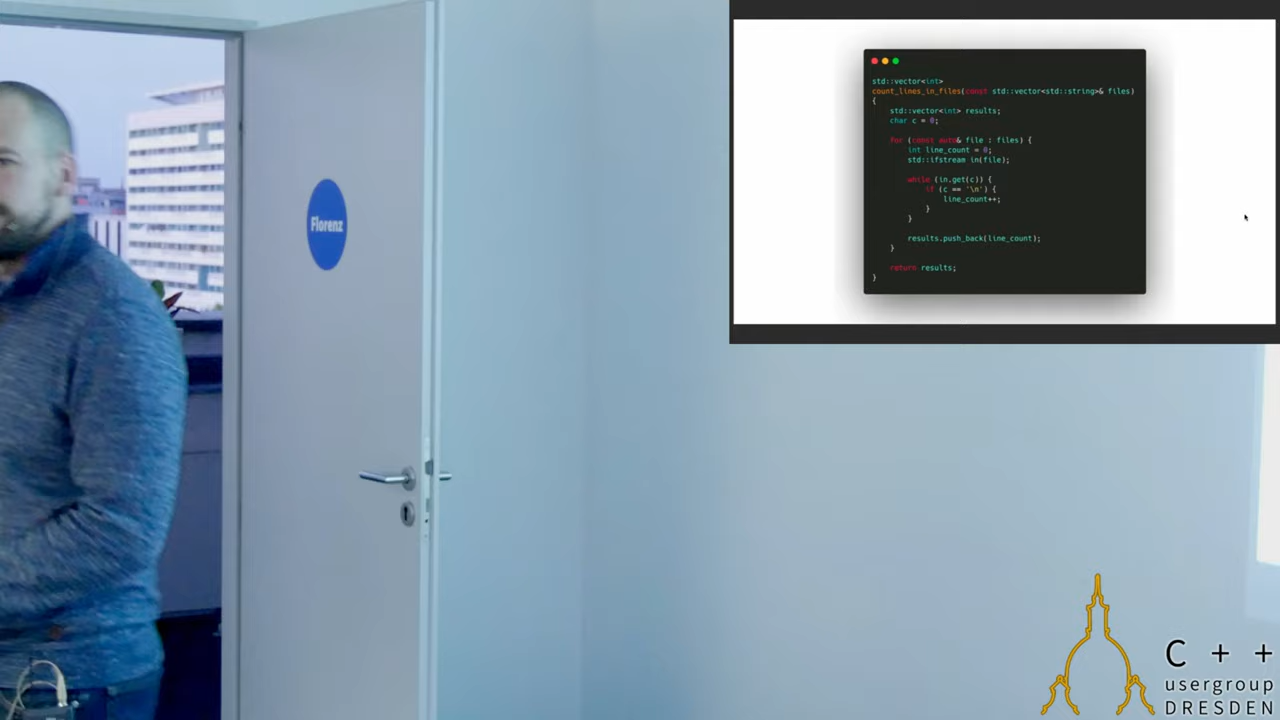 Florenz
std::vector<int>
count_lines_in_files(const std::vector<std::string>& files)
{
std::vector<int> results;
char c = 0;
for (const auto& file : files) {
int line_count = 0;
std::ifstream in(file);
while (in.get(c)) {
if (c == '\n') {
line_count++;
}
}
results.push_back(line_count);
}
return results;
}
C + +
usergroup
DRESDEN